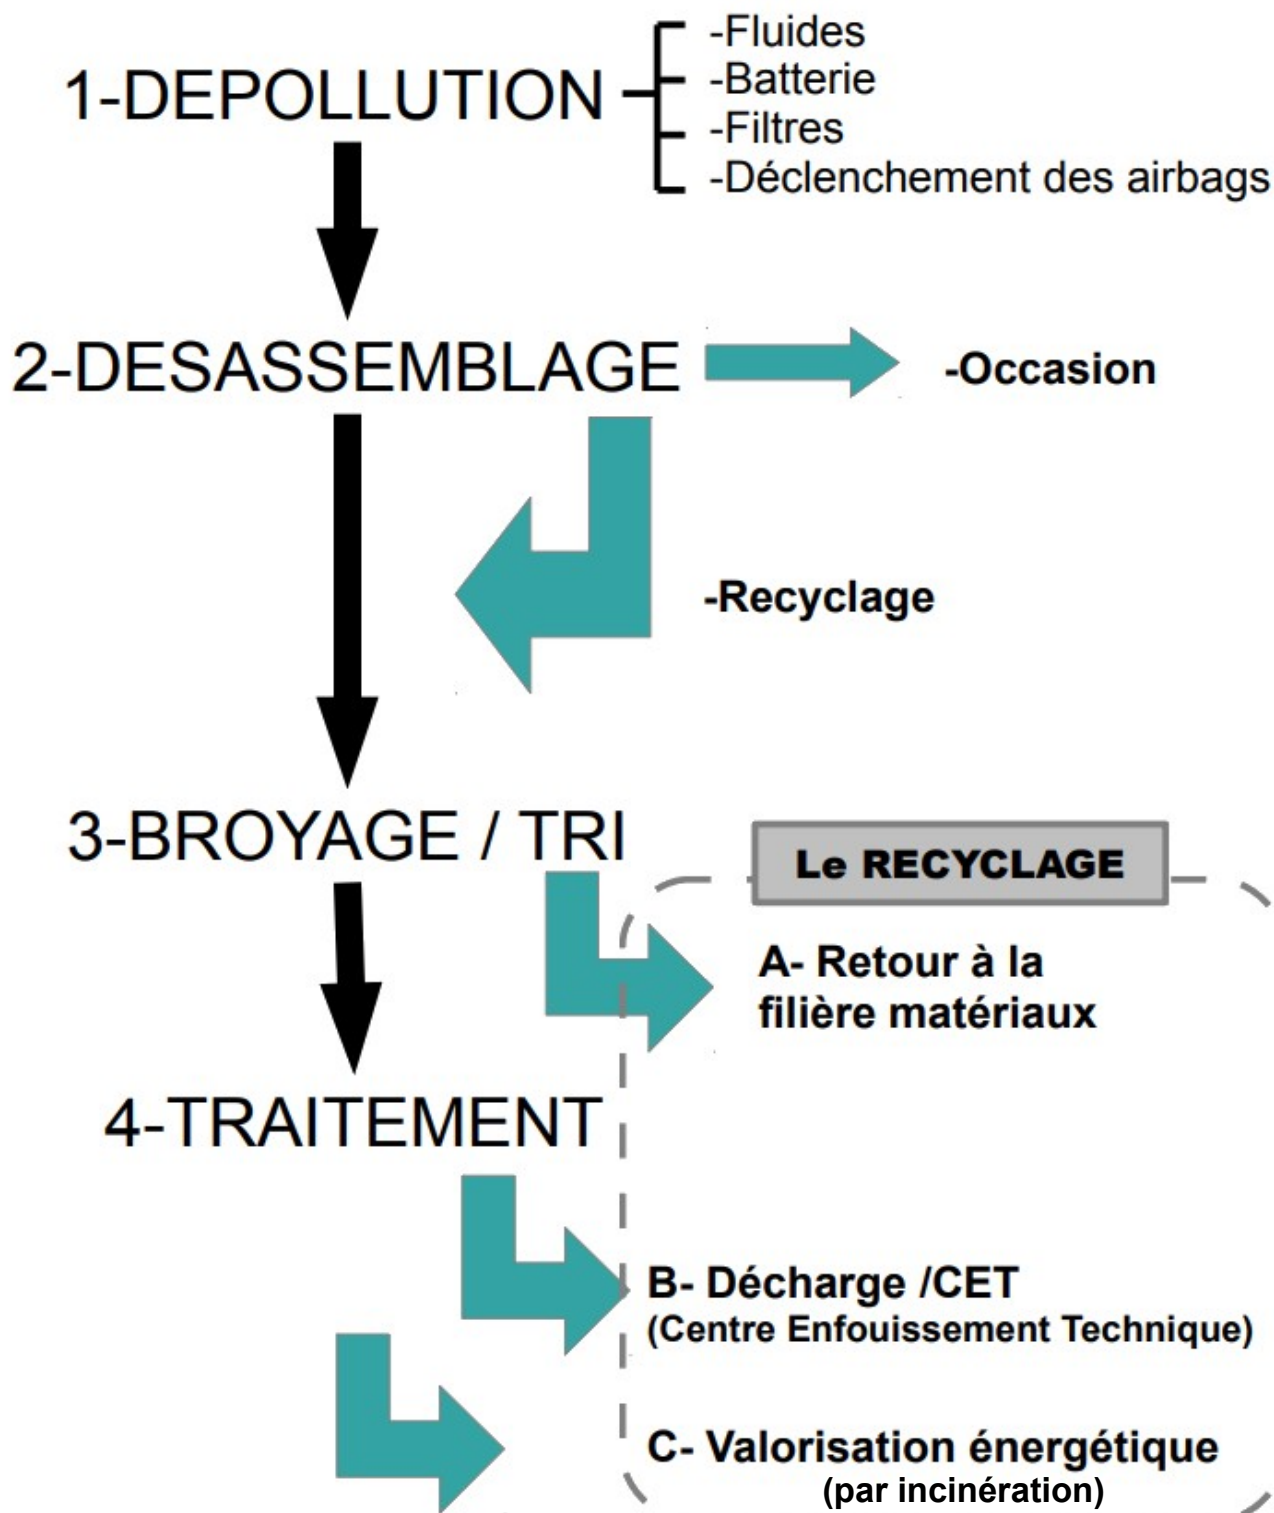 1-DEPOLLUTION
-Fluides
-Batterie
-Filtres
-Déclenchement des airbags
2-DESASSEMBLAGE
-Occasion
-Recyclage
3-BROYAGE / TRI
Le RECYCLAGE
A- Retour à la
filière matériaux
4-TRAITEMENT
B- Décharge /CET
(Centre Enfouissement Technique)
C- Valorisation énergétique
(par incinération)